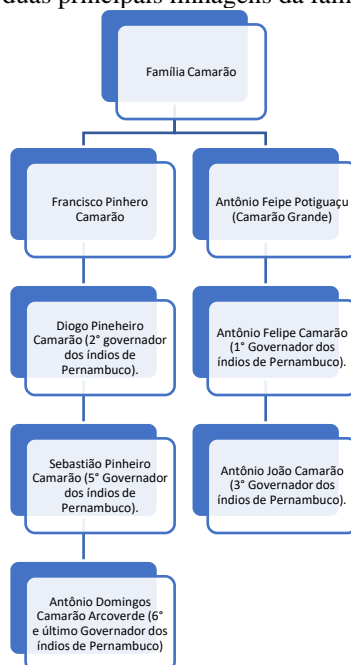 duas principais linhagens da fam
Família Camarão
Francisco Pinhero
Camarão
Antônio Feipe Potiguaçu
(Camarão Grande)
Diogo Pineheiro
Camarão (2° governador
dos índios de
Pernambuco).
Antônio Felipe Camarão
(1° Governador dos
índios de Pernambuco).
Sebastião Pinheiro
Camarão (5° Governador
dos índios de
Pernambuco).
Antônio João Camarão
(3° Governador dos
índios de Pernambuco).
Antônio Domingos
Camarão Arcoverde (6°
e último Governador dos
índios de Pernambuco)